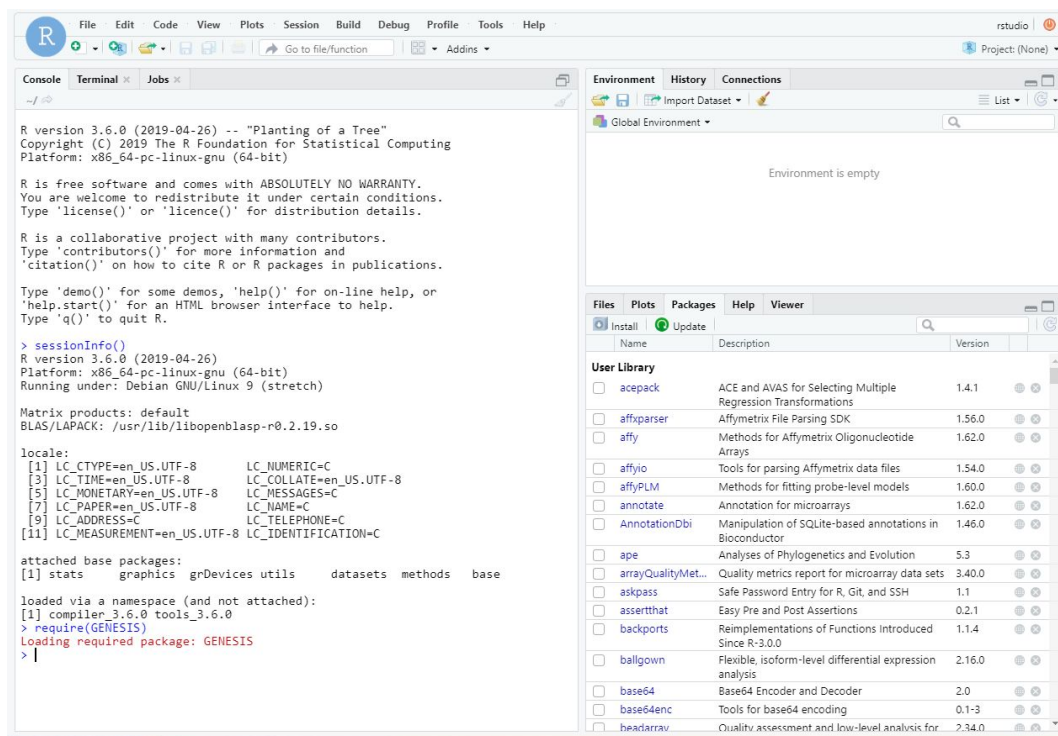 R
File Edit Code View Plots Session Build Debug Profile Tools Help
rstudio
Go to file/function
Addins
Project: (None)
Console Terminal Jobs
~/
R version 3.6.0 (2019-04-26) -- "Planting of a Tree"
Copyright (C) 2019 The R Foundation for Statistical Computing
Platform: x86_64-pc-linux-gnu (64-bit)
R is free software and comes with ABSOLUTELY NO WARRANTY.
You are welcome to redistribute it under certain conditions.
Type 'license()' or 'licence()' for distribution details.
R is a collaborative project with many contributors.
Type 'contributors()' for more information and
'citation()' on how to cite R or R packages in publications.
Type 'demo()' for some demos, 'help()' for on-line help, or
'help.start()' for an HTML browser interface to help.
Type 'q()' to quit R.
> sessionInfo()
R version 3.6.0 (2019-04-26)
Platform: x86_64-pc-linux-gnu (64-bit)
Running under: Debian GNU/Linux 9 (stretch)
Matrix products: default
BLAS/LAPACK: /usr/lib/libopenblasp-r0.2.19.so
locale:
[1] LC_CTYPE=en_US.UTF-8 LC_NUMERIC=C
[3] LC_TIME=en_US.UTF-8 LC_COLLATE=en_US.UTF-8
[5] LC_MONETARY=en_US.UTF-8 LC_MESSAGES=C
[7] LC_PAPER=en_US.UTF-8 LC_NAME=C
[9] LC_ADDRESS=C LC_TELEPHONE=C
[11] LC_MEASUREMENT=en_US.UTF-8 LC_IDENTIFICATION=C
attached base packages:
[1] stats graphics grDevices utils datasets methods base
loaded via a namespace (and not attached):
[1] compiler_3.6.0 tools_3.6.0
> require(GENESIS)
Loading required package: GENESIS
>
Environment History Connections
Import Dataset List
Global Environment
Environment is empty
Files Plots Packages Help Viewer
Install Update
Name Description Version
User Library
acepack ACE and AVAS for Selecting Multiple 1.4.1
Regression Transformations
affxparser Affymetrix File Parsing SDK 1.56.0
affy Methods for Affymetrix Oligonucleotide 1.62.0
Arrays
affyio Tools for parsing Affymetrix data files 1.54.0
affyPLM Methods for fitting probe-level models 1.60.0
annotate Annotation for microarrays 1.62.0
AnnotationDbi Manipulation of SQLite-based annotations in 1.46.0
Bioconductor
ape Analyses of Phylogenetics and Evolution 5.3
arrayQualityMet... Quality metrics report for microarray data sets 3.40.0
askpass Safe Password Entry for R, Git, and SSH 1.1
assertthat Easy Pre and Post Assertions 0.2.1
backports Reimplementations of Functions Introduced 1.1.4
Since R-3.0.0
ballgown Flexible, isoform-level differential expression 2.16.0
analysis
base64 Base64 Encoder and Decoder 2.0
base64enc Tools for base64 encoding 0.1-3
beadarray Quality assessment and low-level analysis for 2.34.0